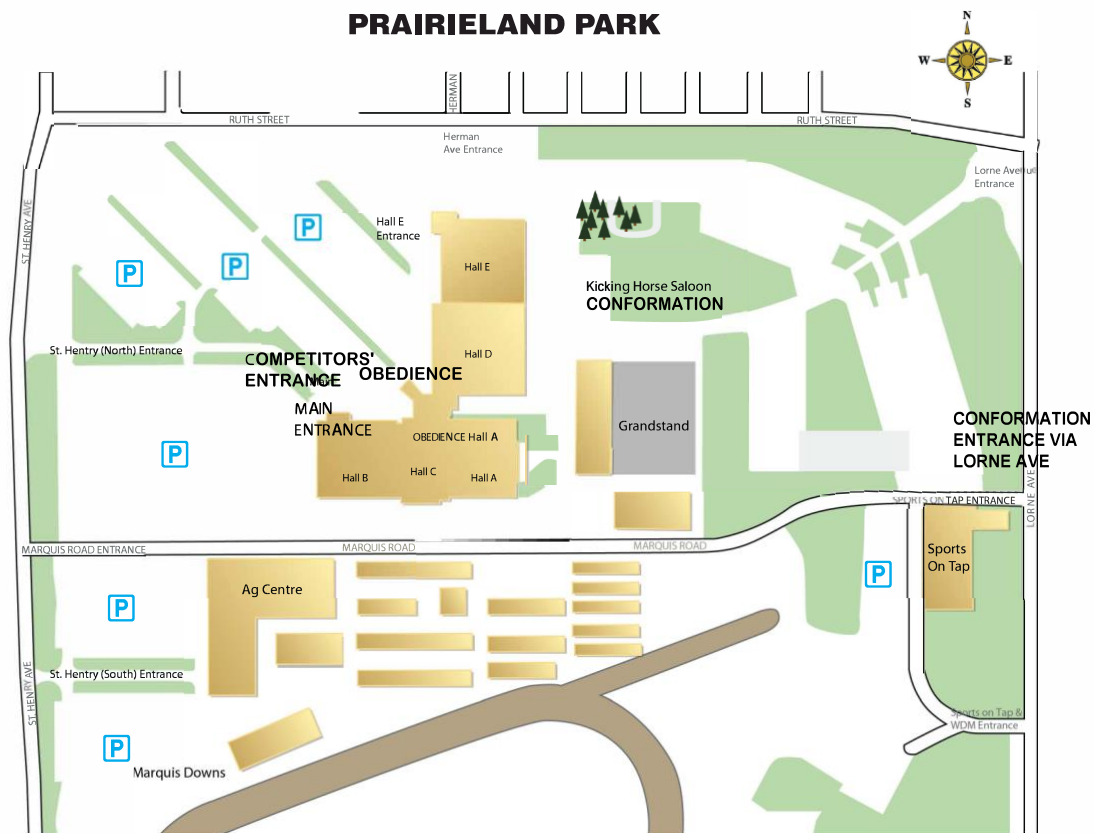 PRAIRIELAND PARK
N
W
E
S
HERMAN
RUTH STREET
RUTH STREET
Herman
Ave Entrance
Lorne Avenue
Entrance
ST. HENRY AVE
P
P
P
Hall E
Entrance
Hall E
Kicking Horse Saloon
CONFORMATION
St. Hentry (North) Entrance
Hall D
COMPETITORS'
ENTRANCE
OBEDIENCE
MAIN
ENTRANCE
OBEDIENCE Hall A
Grandstand
CONFORMATION
ENTRANCE VIA
LORNE AVE
P
Hall B
Hall C
Hall A
LORNE AVE
SPORTS ON TAP ENTRANCE
MARQUIS ROAD ENTRANCE
MARQUIS ROAD
MARQUIS ROAD
Sports
On Tap
P
Ag Centre
P
St. Hentry (South) Entrance
ST. HENRY AVE
Sports on Tap &
WDM Entrance
P
Marquis Downs